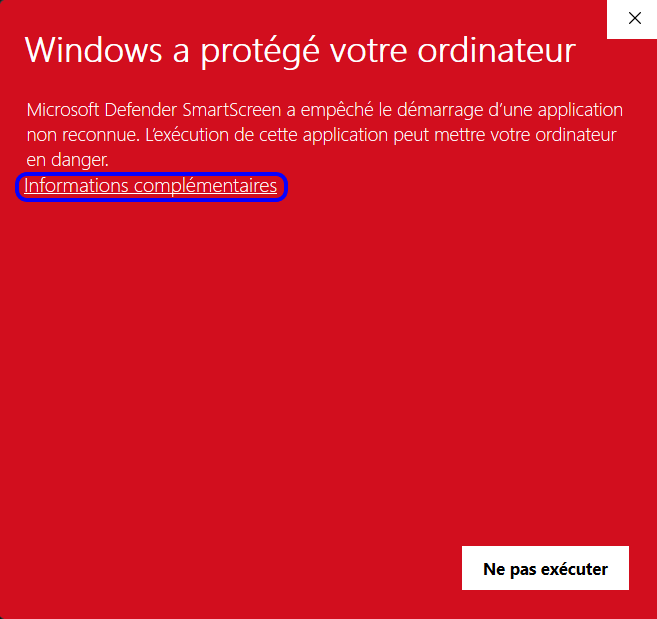 Windows a protégé votre ordinateur
Microsoft Defender SmartScreen a empêché le démarrage d’une application
non reconnue. L’exécution de cette application peut mettre votre ordinateur
en danger.
Informations complémentaires
Ne pas exécuter